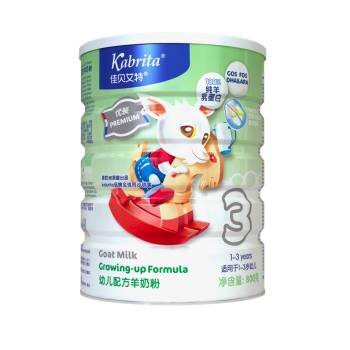 Kabrita®
佳贝艾特®
优装
PREMIUM
100%
纯羊
乳蛋白
GOS FOS
DHA&ARA
3
Goat Milk
Growing-up Formula
幼儿配方羊奶粉
1-3 years
适用于1-3岁幼儿
净含量:800克